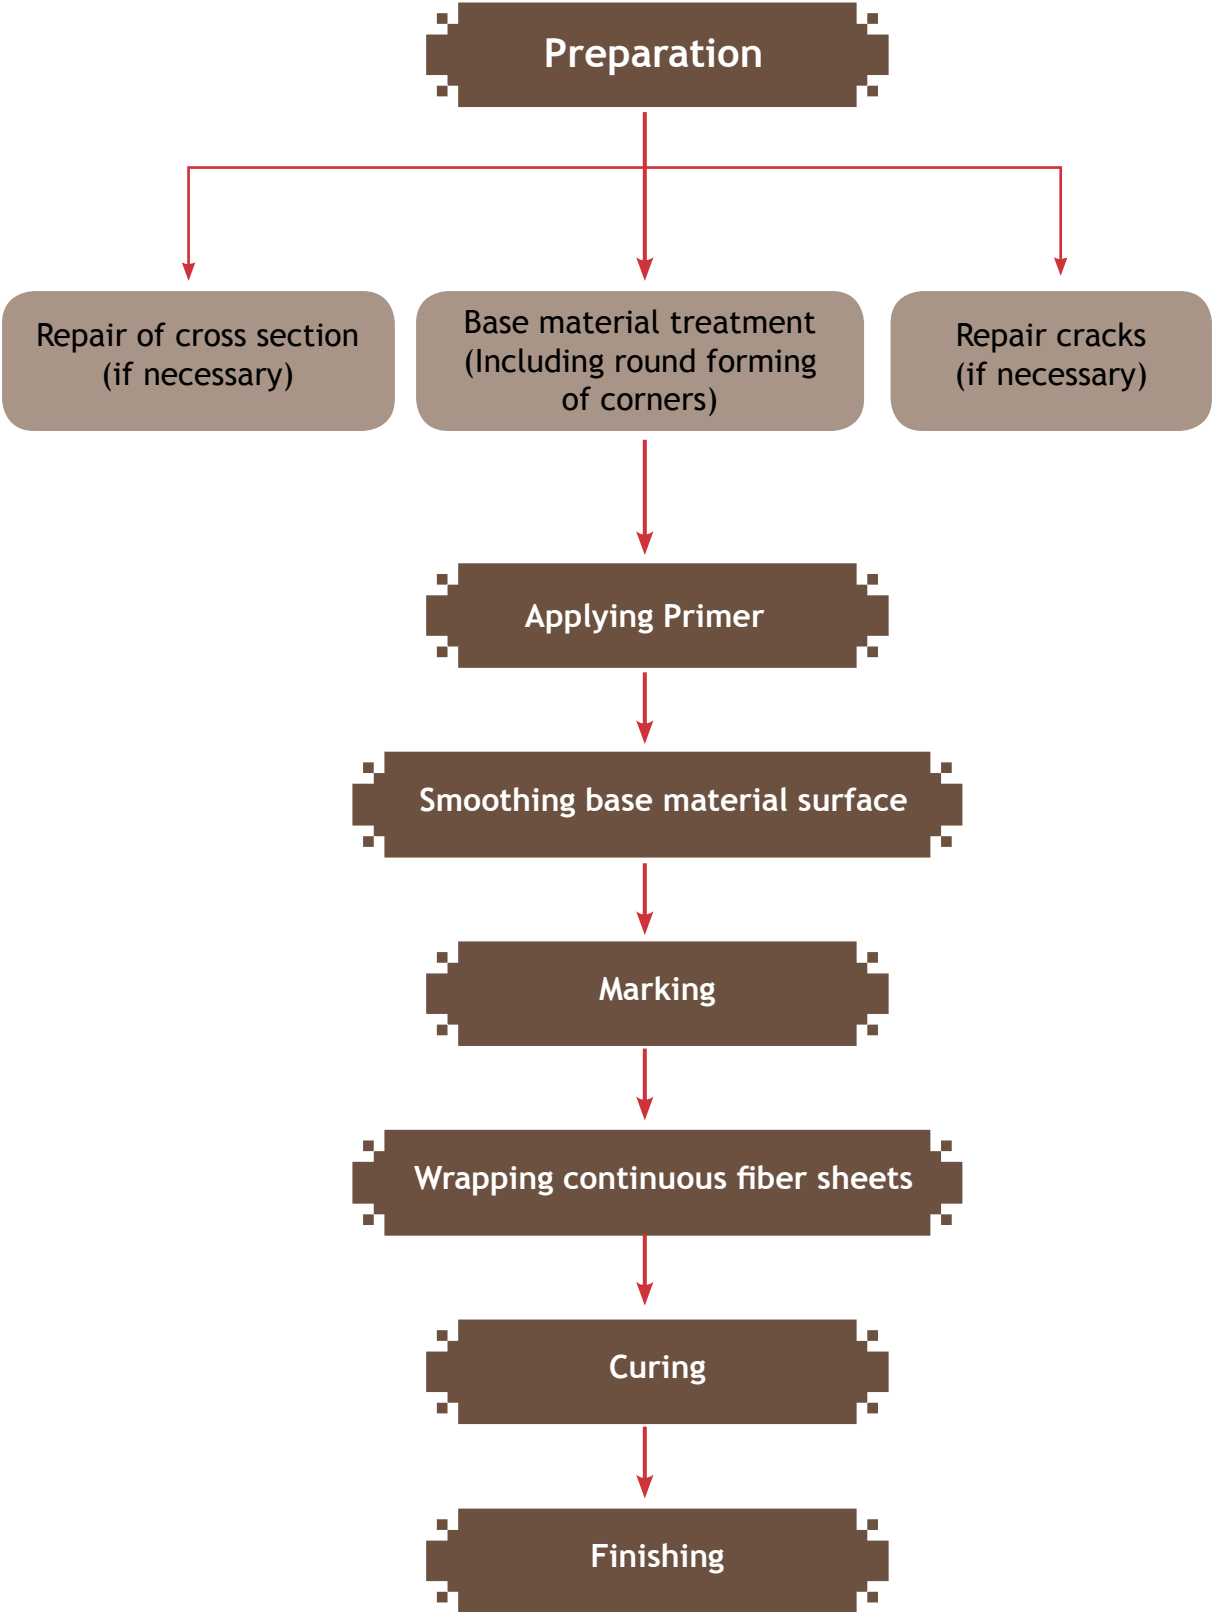 Preparation
Repair of cross section
(if necessary)
Base material treatment
(Including round forming
of corners)
Repair cracks
(if necessary)
Applying Primer
Smoothing base material surface
Marking
Wrapping continuous fiber sheets
Curing
Finishing